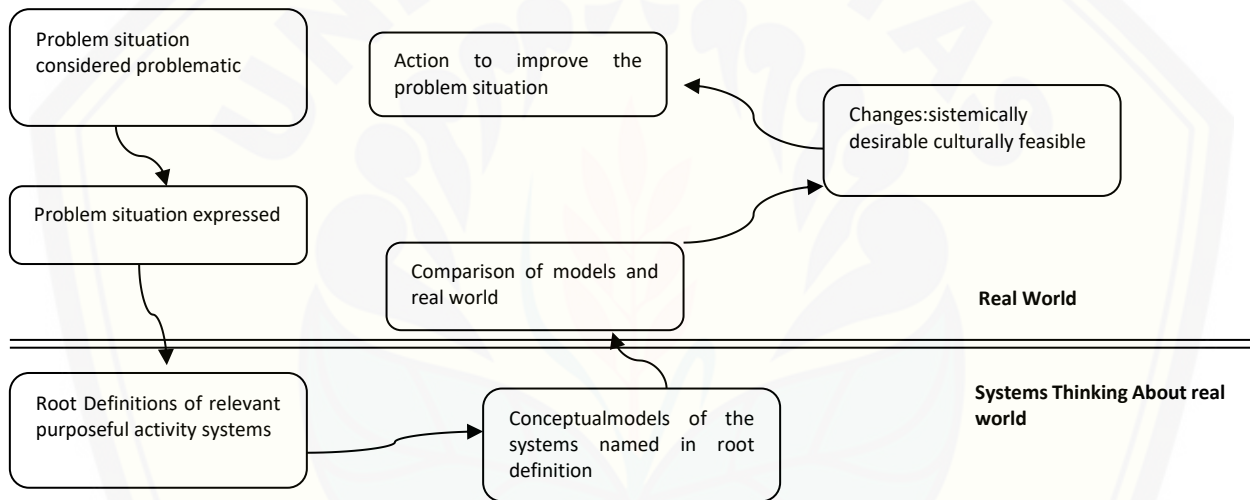 Problem situation
considered problematic
Action to improve the
problem situation
Changes:sistemically
desirable culturally feasible
Problem situation expressed
Comparison of models and
real world
Real World
Root Definitions of relevant
purposeful activity systems
Conceptualmodels of the
systems named in root
definition
Systems Thinking About real
world